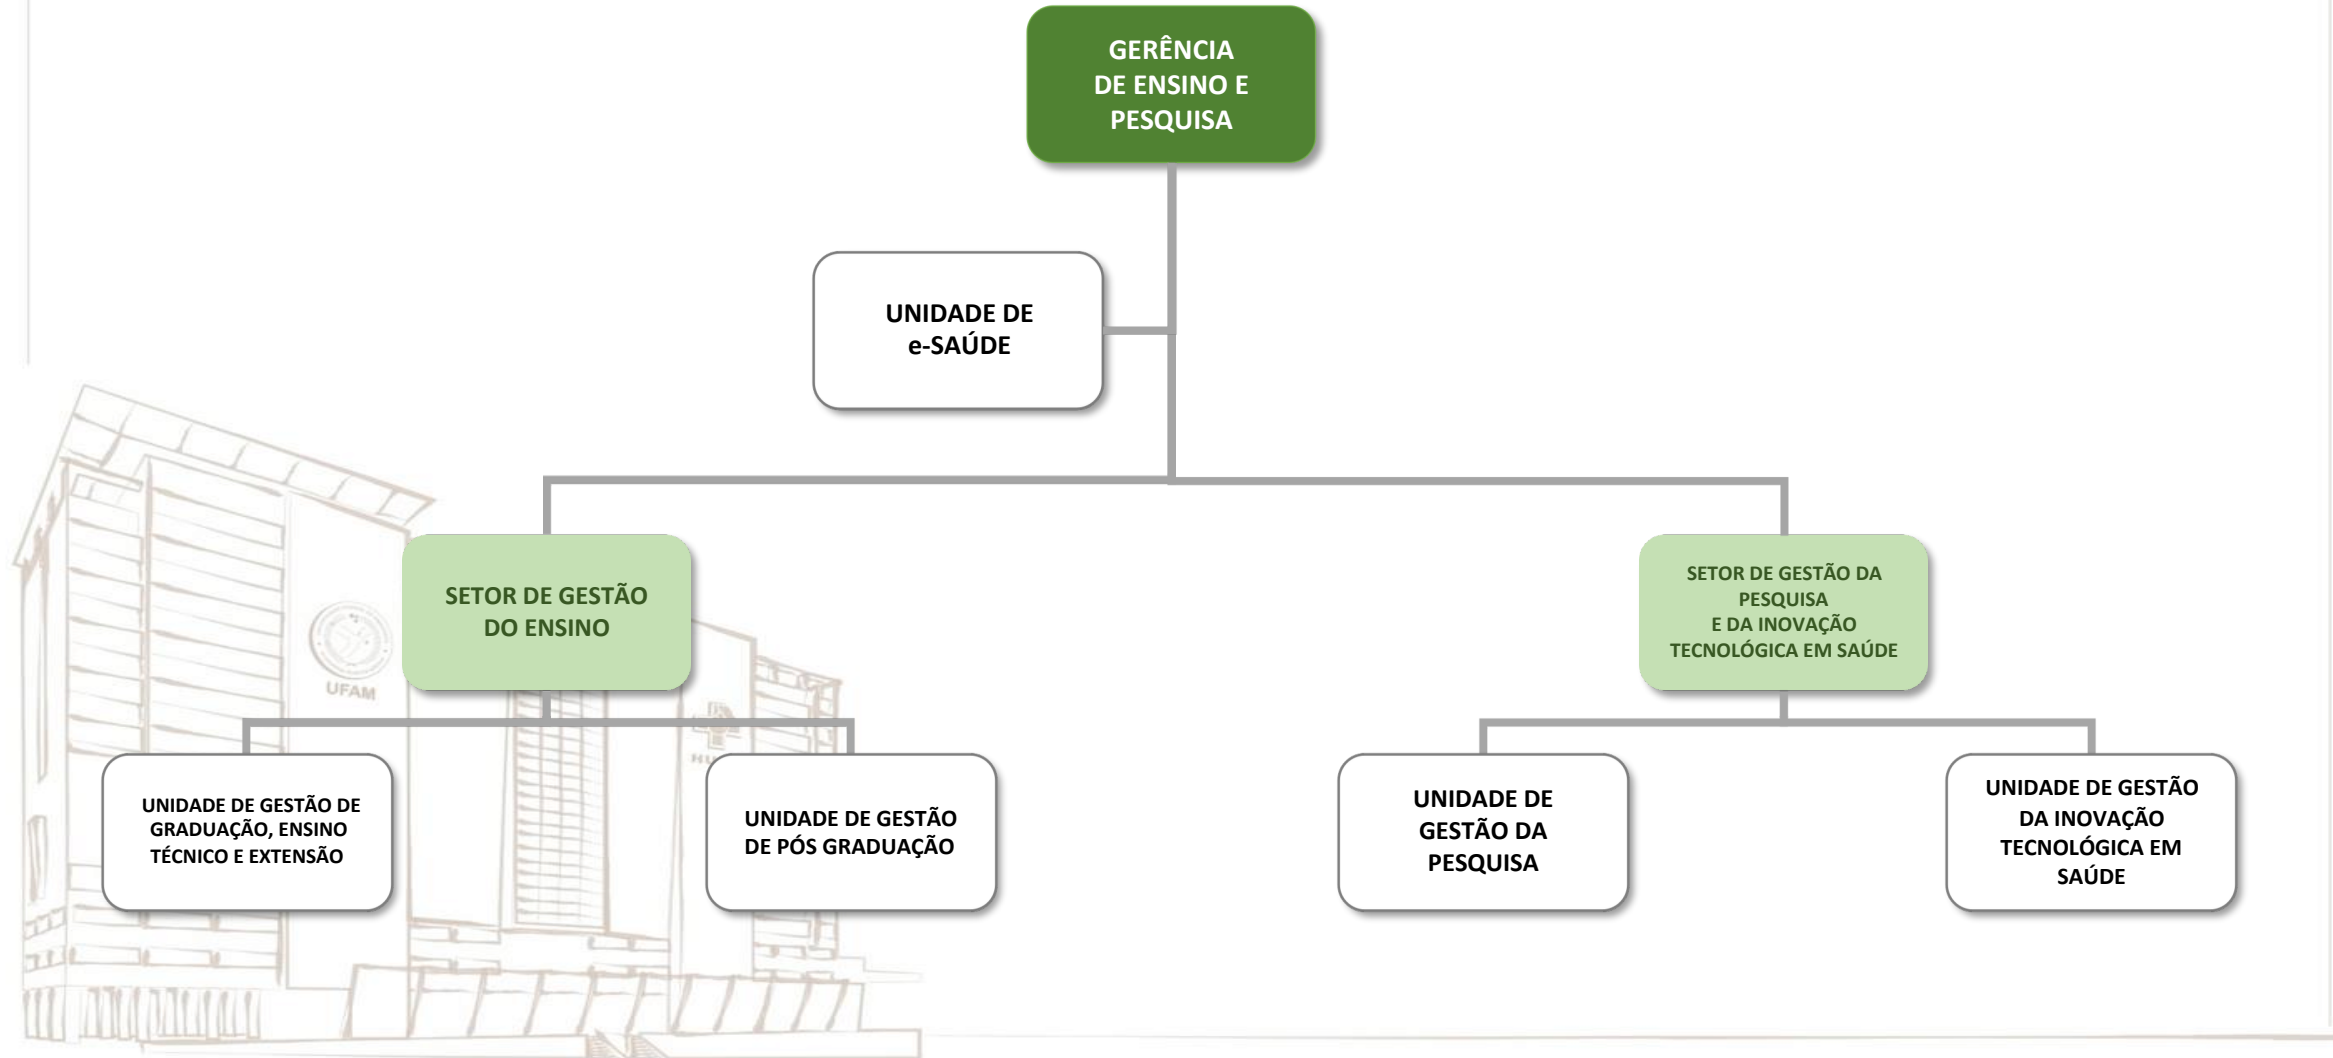 GERÊNCIA
DE ENSINO E
PESQUISA
UNIDADE DE
e-SAÚDE
SETOR DE GESTÃO
DO ENSINO
SETOR DE GESTÃO DA
PESQUISA
E DA INOVAÇÃO
TECNOLÓGICA EM SAÚDE
UFAM
UNIDADE DE GESTÃO DE
GRADUAÇÃO, ENSINO
TÉCNICO E EXTENSÃO
UNIDADE DE GESTÃO
DE PÓS GRADUAÇÃO
UNIDADE DE
GESTÃO DA
PESQUISA
UNIDADE DE GESTÃO
DA INOVAÇÃO
TECNOLÓGICA EM
SAÚDE